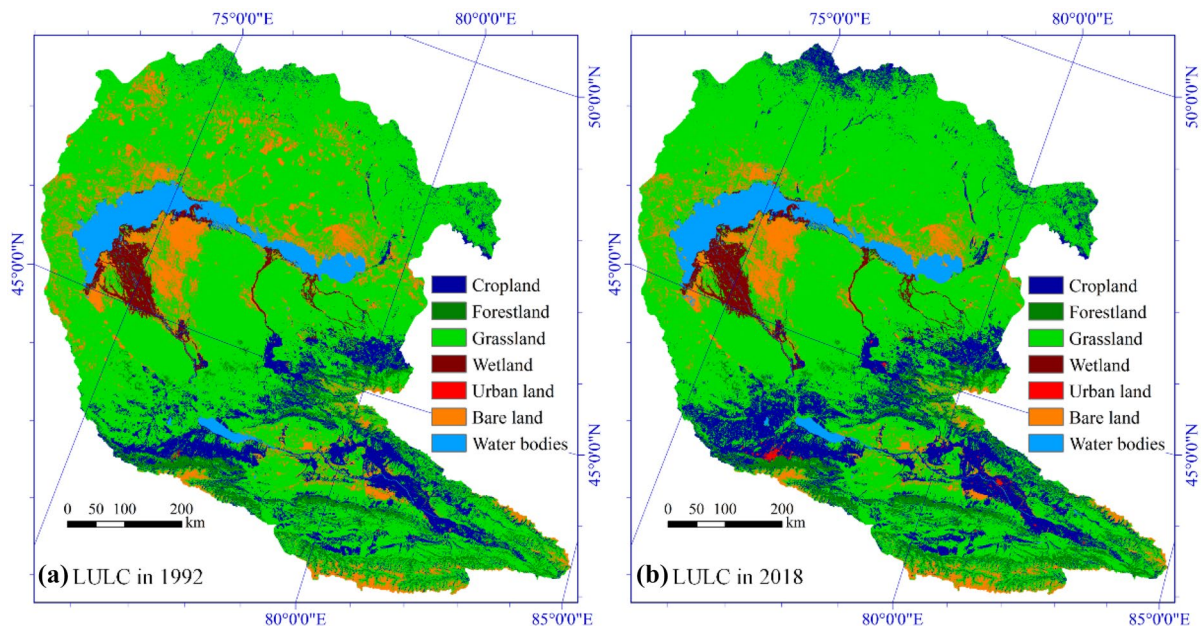 75°0'0"E
80°0'0"E
75°0'0"E
80°0'0"E
50°0'0"N
50°0'0"N
45°0'0"N
45°0'0"N
Cropland
Forestland
Grassland
Wetland
Urban land
Bare land
Water bodies
Cropland
Forestland
Grassland
Wetland
Urban land
Bare land
Water bodies
45°0'0"N
45°0'0"N
0 50 100 200
km
0 50 100 200
km
(a) LULC in 1992
(b) LULC in 2018
80°0'0"E
85°0'0"E
80°0'0"E
85°0'0"E